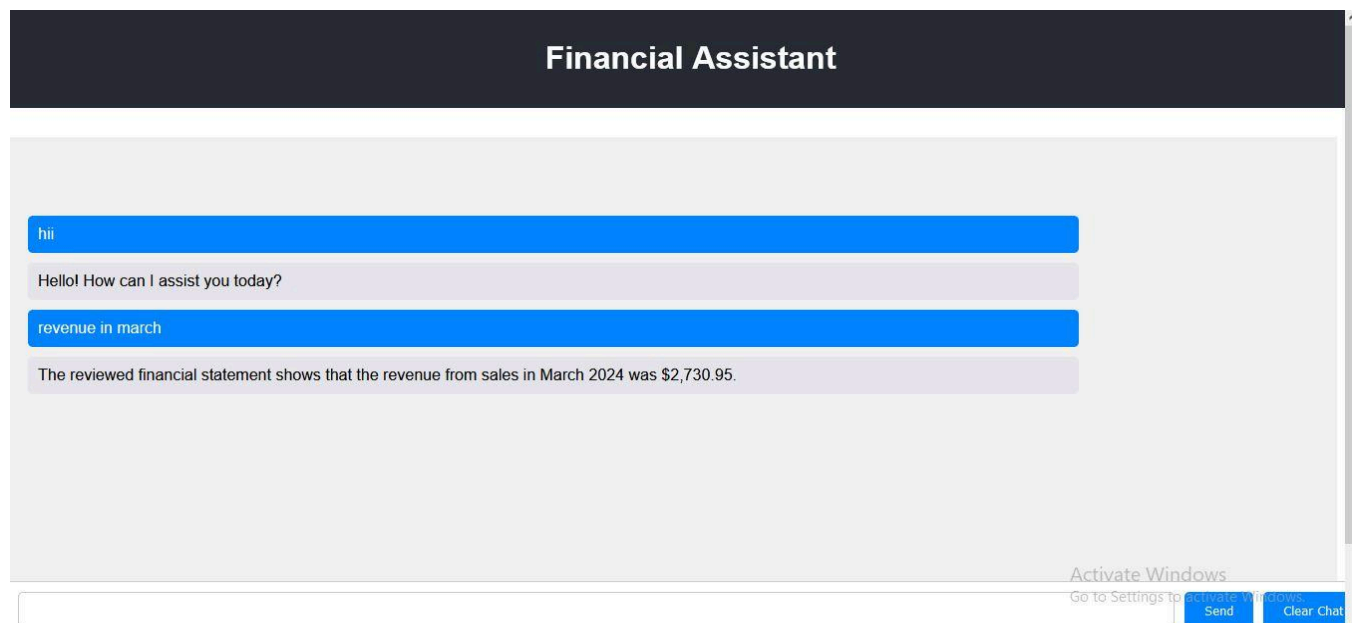 Financial Assistant
hii
Hello! How can I assist you today?
revenue in march
The reviewed financial statement shows that the revenue from sales in March 2024 was $2,730.95.
Activate Windows
Go to Settings to activate Windows.
Send
Clear Chat